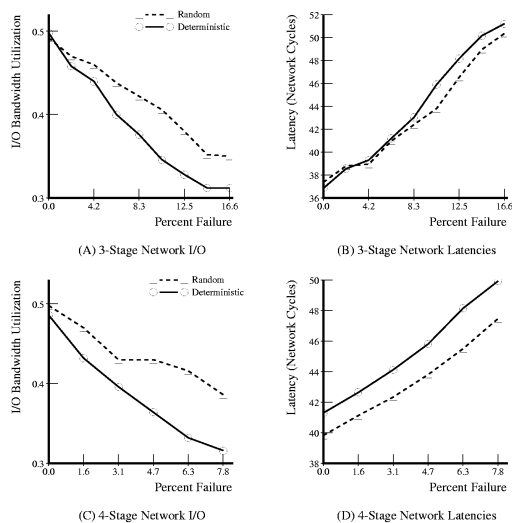 Random
Deterministic
I/O Bandwidth Utilization
0.5
0.4
0.3
0.0 4.2 8.3 12.5 16.6
Percent Failure
(A) 3-Stage Network I/O
Latency (Network Cycles)
52
50
48
46
44
42
40
38
36
0.0 4.2 8.3 12.5 16.6
Percent Failure
(B) 3-Stage Network Latencies
Random
Deterministic
I/O Bandwidth Utilization
0.5
0.4
0.3
0.0 1.6 3.1 4.7 6.3 7.8
Percent Failure
(C) 4-Stage Network I/O
Latency (Network Cycles)
50
48
46
44
42
40
38
0.0 1.6 3.1 4.7 6.3 7.8
Percent Failure
(D) 4-Stage Network Latencies